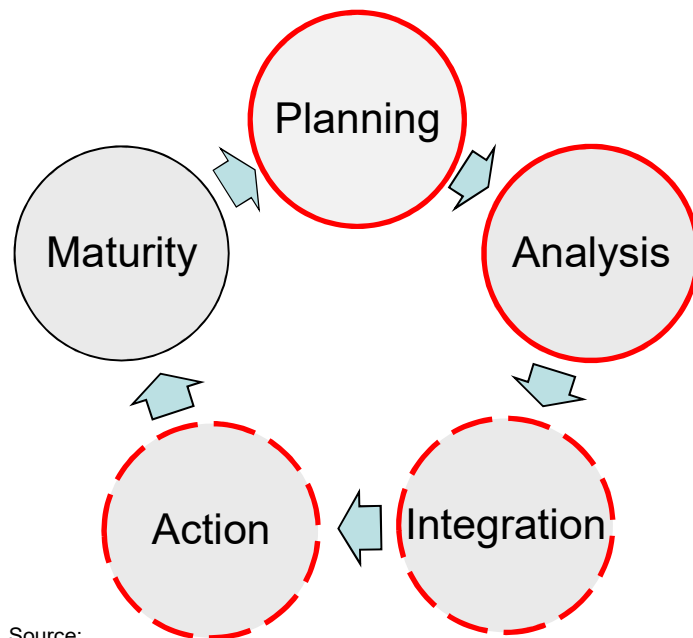 Planning
Analysis
Maturity
Integration
Action
Source: